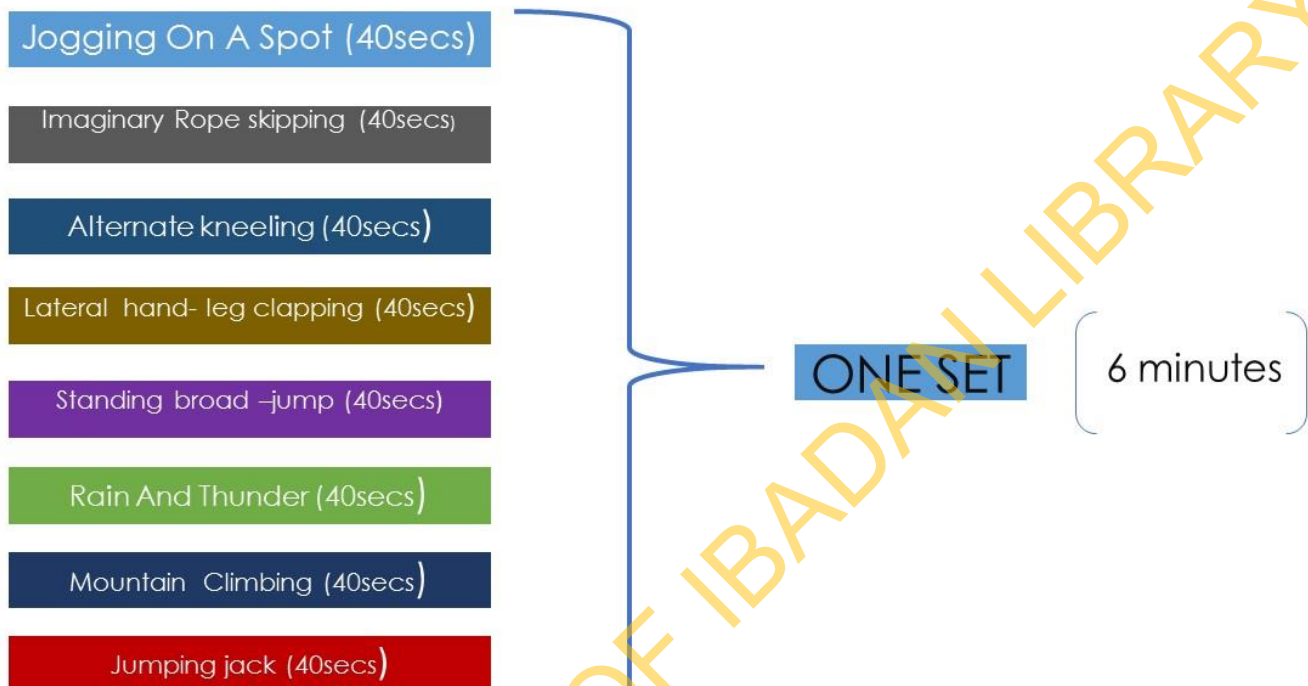 Jogging On A Spot (40secs)
Imaginary Rope skipping (40secs)
Alternate kneeling (40secs)
Lateral hand- leg clapping (40secs)
Standing broad –jump (40secs)
Rain And Thunder (40secs)
Mountain Climbing (40secs)
Jumping jack (40secs)
ONE SET
6 minutes
OF IBADAN LIBRARY